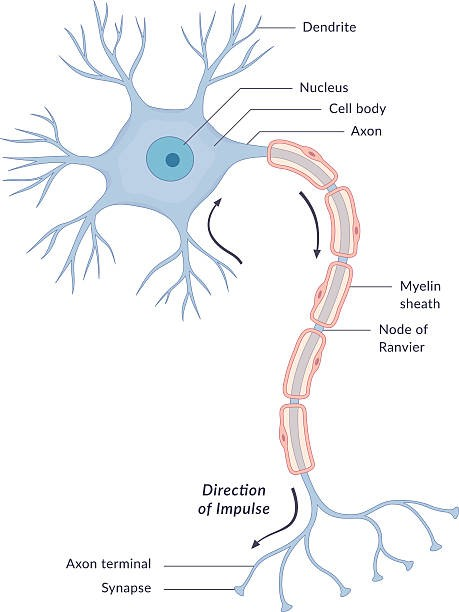 Dendrite
Nucleus
Cell body
Axon
Myelin
sheath
Node of
Ranvier
Direction
of Impulse
Axon terminal
Synapse